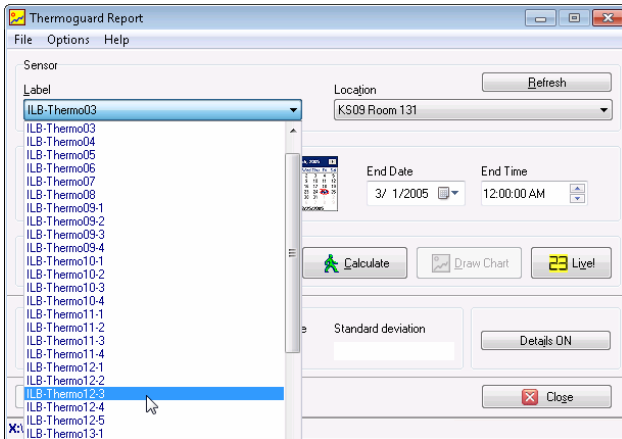 Thermoguard Report
File Options Help
Sensor
Label
Location
Refresh
ILB-Thermo03
KS09 Room 131
ILB-Thermo03
ILB-Thermo04
ILB-Thermo05
ILB-Thermo06
ILB-Thermo07
ILB-Thermo08
ILB-Thermo09-1
ILB-Thermo09-2
ILB-Thermo09-3
ILB-Thermo09-4
ILB-Thermo10-1
ILB-Thermo10-2
ILB-Thermo10-3
ILB-Thermo10-4
ILB-Thermo11-1
ILB-Thermo11-2
ILB-Thermo11-3
ILB-Thermo11-4
ILB-Thermo12-1
ILB-Thermo12-2
ILB-Thermo12-3
ILB-Thermo12-4
ILB-Thermo12-5
ILB-Thermo13-1
End Date
End Time
3/ 1/2005
12:00:00 AM
Calculate
Draw Chart
23 Live!
Standard deviation
Details ON
Close
X:\